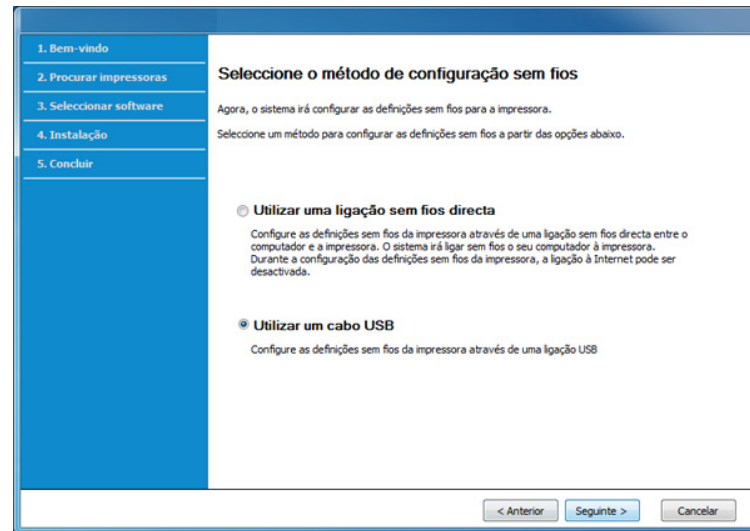 1. Bem-vindo
2. Procurar impressoras
3. Seleccionar software
4. Instalação
5. Concluir
Seleccione o método de configuração sem fios
Agora, o sistema irá configurar as definições sem fios para a impressora.
Seleccione um método para configurar as definições sem fios a partir das opções abaixo.
Utilizar uma ligação sem fios directa
Configure as definições sem fios da impressora através de uma ligação sem fios directa entre o
computador e a impressora. O sistema irá ligar sem fios o seu computador à impressora.
Durante a configuração das definições sem fios da impressora, a ligação à Internet pode ser
desactivada.
Utilizar um cabo USB
Configure as definições sem fios da impressora através de uma ligação USB
< Anterior
Seguinte >
Cancelar